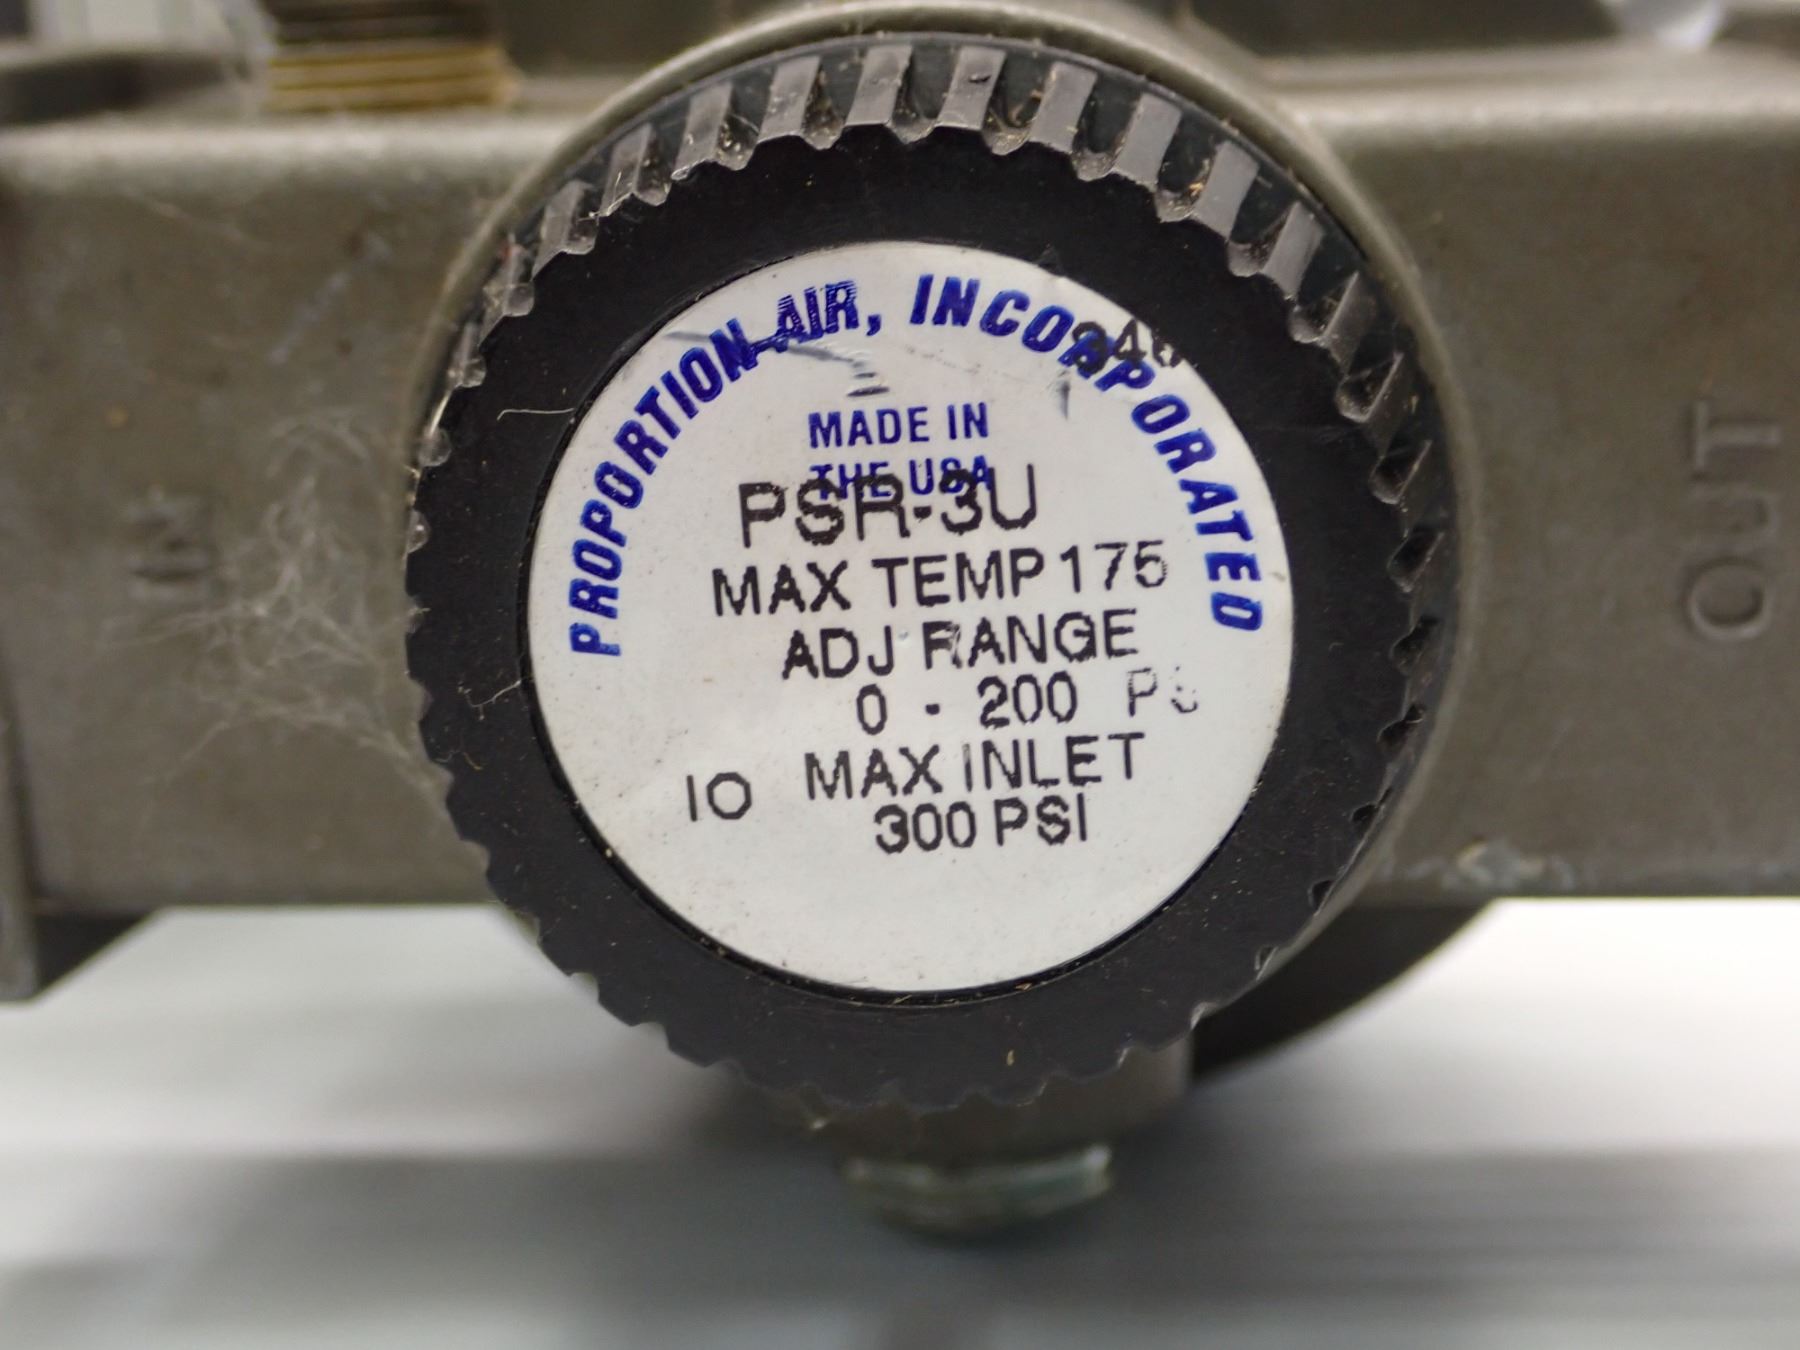 PROPORTION-AIR, INCORPORATED
MADE IN
THE USA
PSR-3U
MAX TEMP 175
ADJ RANGE
0 - 200
IO MAX INLET
300 PSI
IN
OUT